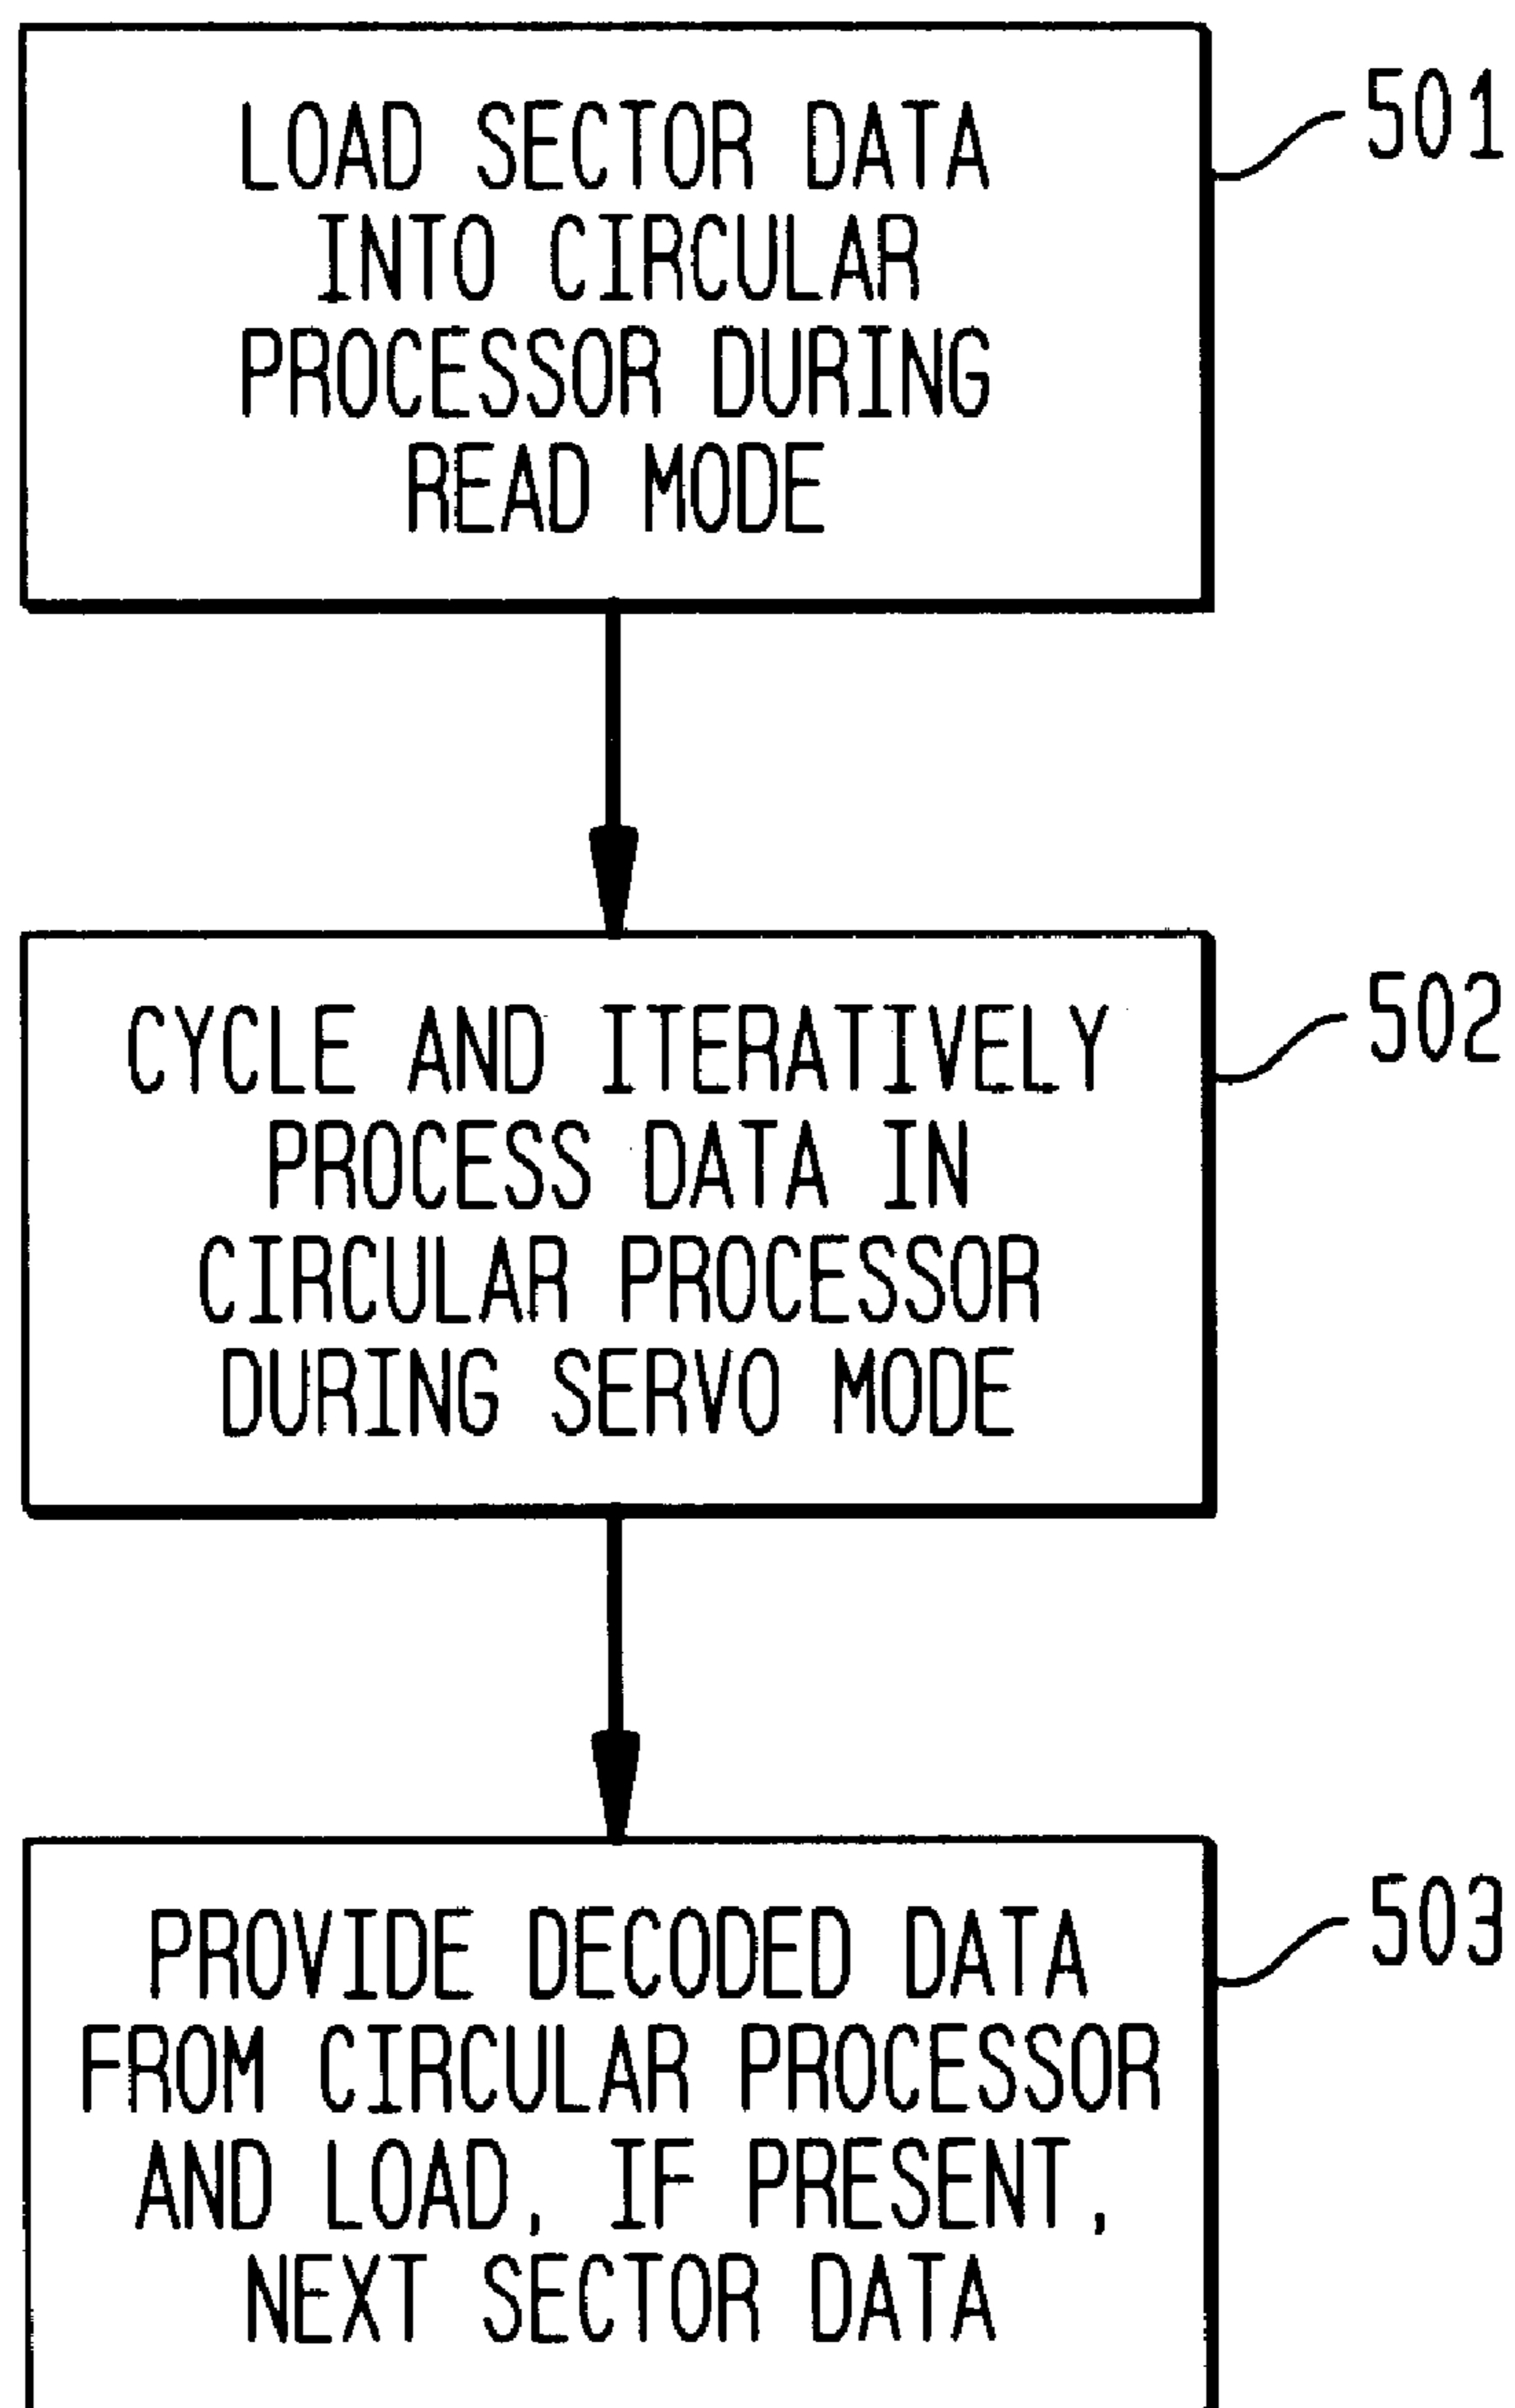 LOAD SECTOR DATA
INTO CIRCULAR
PROCESSOR DURING
READ MODE
501
CYCLE AND ITERATIVELY
PROCESS DATA IN
CIRCULAR PROCESSOR
DURING SERVO MODE
502
PROVIDE DECODED DATA
FROM CIRCULAR PROCESSOR
AND LOAD, IF PRESENT,
NEXT SECTOR DATA
503